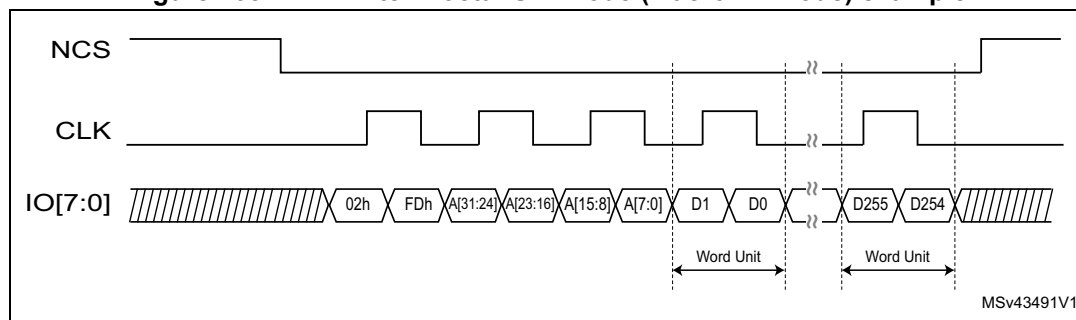 NCS
CLK
IO[7:0] 02h FDh A[31:24] A[23:16] A[15:8] A[7:0] D1 D0 D255 D254
Word Unit Word Unit
MSv43491V1